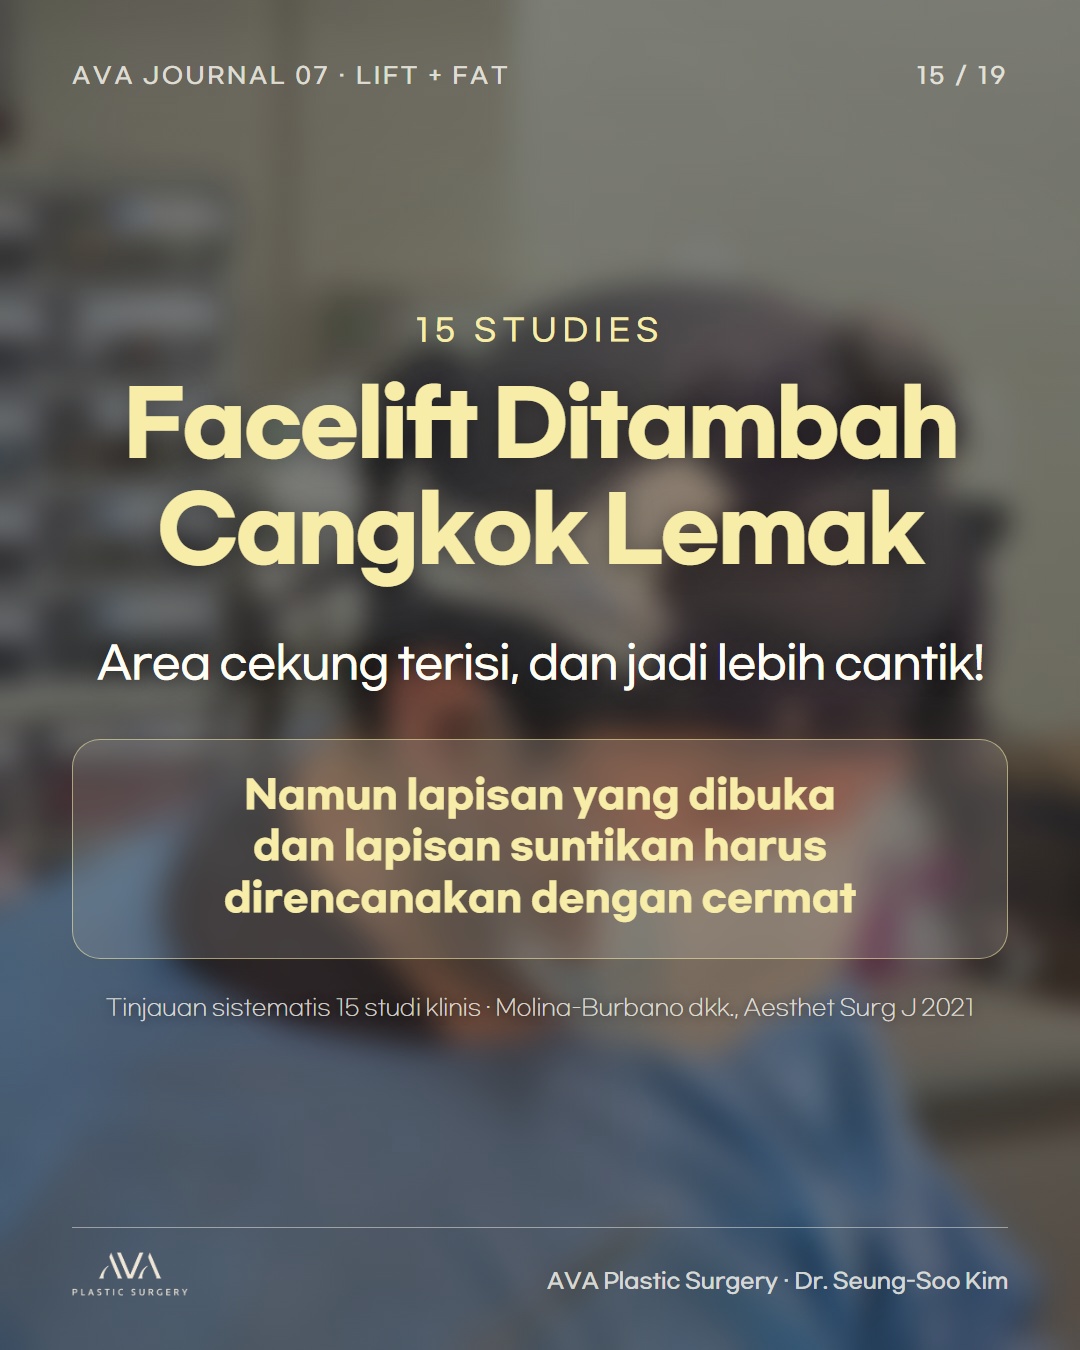 AVA JOURNAL 07 · LIFT + FAT
15 / 19
15 STUDIES
Facelift Ditambah
Cangkok Lemak
Area cekung terisi, dan jadi lebih cantik!
Namun lapisan yang dibuka
dan lapisan suntikan harus
direncanakan dengan cermat
Tinjauan sistematis 15 studi klinis · Molina-Burbano dkk., Aesthet Surg J 2021
AVA
PLASTIC SURGERY
AVA Plastic Surgery · Dr. Seung-Soo Kim